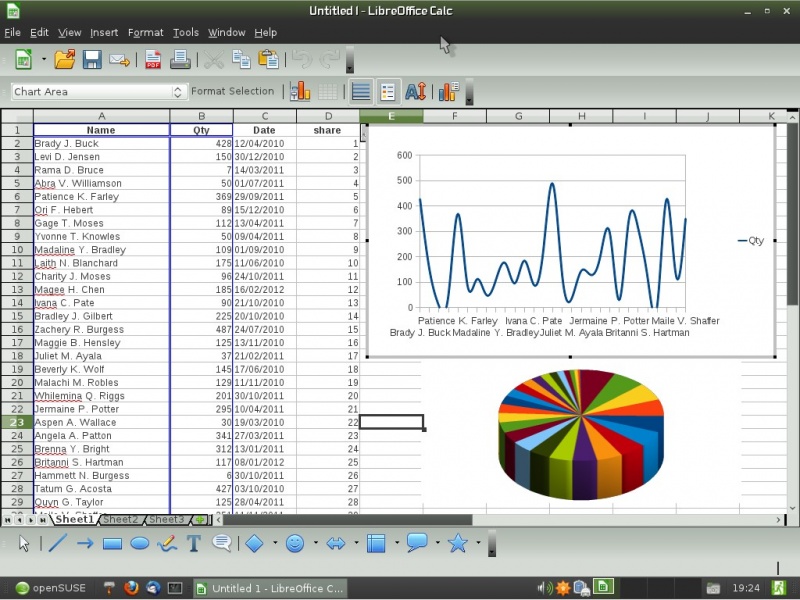 Untitled 1 - LibreOffice Calc
File Edit View Insert Format Tools Window Help
PDF
Chart Area Format Selection
A B C D E F G H I J K
1 Name Qty Date share
2 Brady J. Buck 428 12/04/2010 1
3 Levi D. Jensen 150 30/12/2010 2
4 Rama D. Bruce 7 14/03/2011 3
5 Abra V. Williamson 50 01/07/2011 4
6 Patience K. Farley 369 29/09/2011 5
7 Ori F. Hebert 89 15/12/2010 6
8 Gage T. Moses 112 13/04/2011 7
9 Yvonne T. Knowles 50 09/04/2011 8
10 Madaline Y. Bradley 109 01/09/2011 9
11 Laith N. Blanchard 175 11/06/2011 10
12 Charity J. Moses 96 24/10/2011 11
13 Magee H. Chen 185 16/02/2012 12
14 Ivana C. Pate 90 21/10/2010 13
15 Bradley J. Gilbert 225 20/10/2010 14
16 Zachery R. Burgess 487 24/07/2010 15
17 Maggie B. Hensley 125 13/11/2010 16
18 Juliet M. Ayala 37 21/02/2011 17
19 Beverly K. Wolf 145 17/06/2010 18
20 Malachi M. Robles 129 11/11/2010 19
21 Whilemina Q. Riggs 201 30/10/2011 20
22 Jermaine P. Potter 295 10/04/2011 21
23 Aspen A. Wallace 30 19/03/2010 22
24 Angela A. Patton 341 27/03/2011 23
25 Brenna Y. Bright 312 13/01/2011 24
26 Britanni S. Hartman 117 08/01/2012 25
27 Hammett N. Burgess 6 30/10/2011 26
28 Tatum G. Acosta 427 03/10/2010 27
29 Quyn G. Taylor 125 28/04/2011 28
600
500
400
300
200
100
0
Qty
Patience K. Farley Ivana C. Pate Jermaine P. Potter Maile V. Shaffer
Brady J. Buck Madaline Y. Bradley Juliet M. Ayala Britanni S. Hartman
Sheet1 Sheet2 Sheet3
T
openSUSE Untitled 1 - LibreOffice C... 19:24